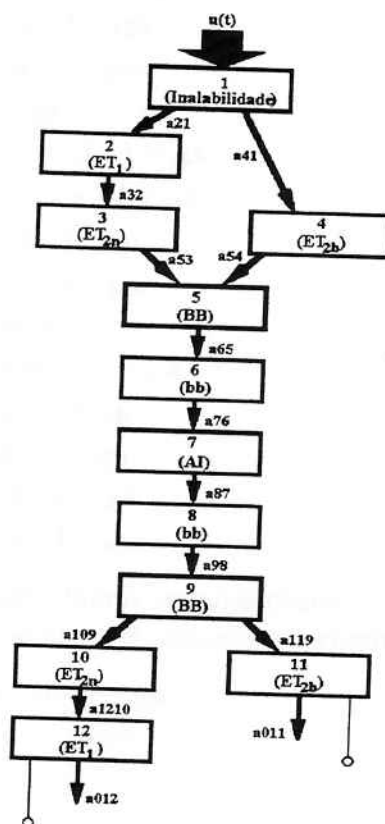 u(t)
1
(Inalabilidade)
a21
a41
2
(ET1)
a32
3
(ET2n)
4
(ET2b)
a53
a54
5
(BB)
a65
6
(bb)
a76
7
(AI)
a87
8
(bb)
a98
9
(BB)
a109
a119
10
(ET2n)
11
(ET2b)
a1210
12
(ET1)
a011
a012